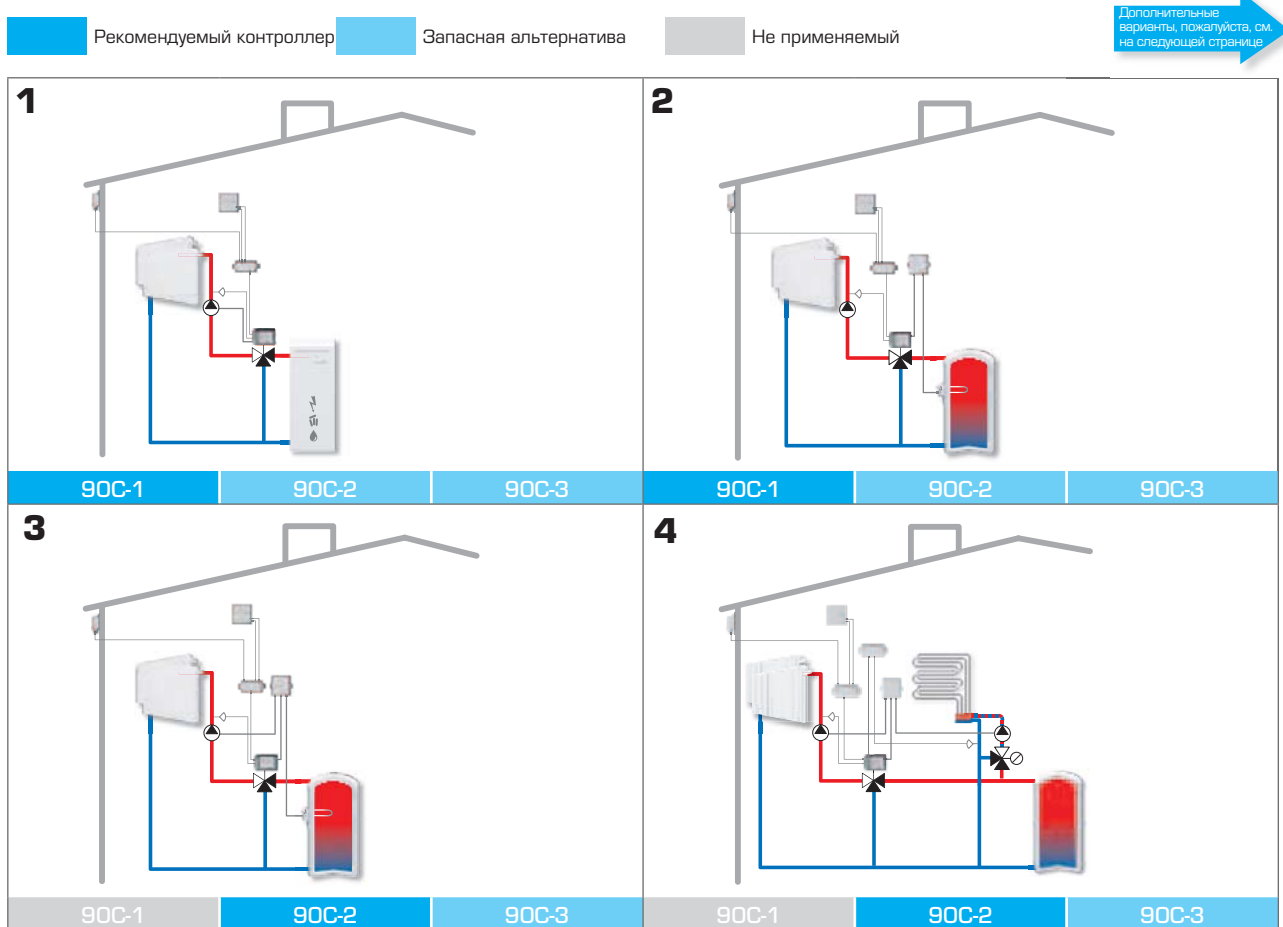 Рекомендуемый контроллер
Запасная альтернатива
Не применяемый
Дополнительные
варианты, пожалуйста, см.
на следующей странице
1
2
90C-1
90C-2
90C-3
90C-1
90C-2
90C-3
3
4
90C-1
90C-2
90C-3
90C-1
90C-2
90C-3